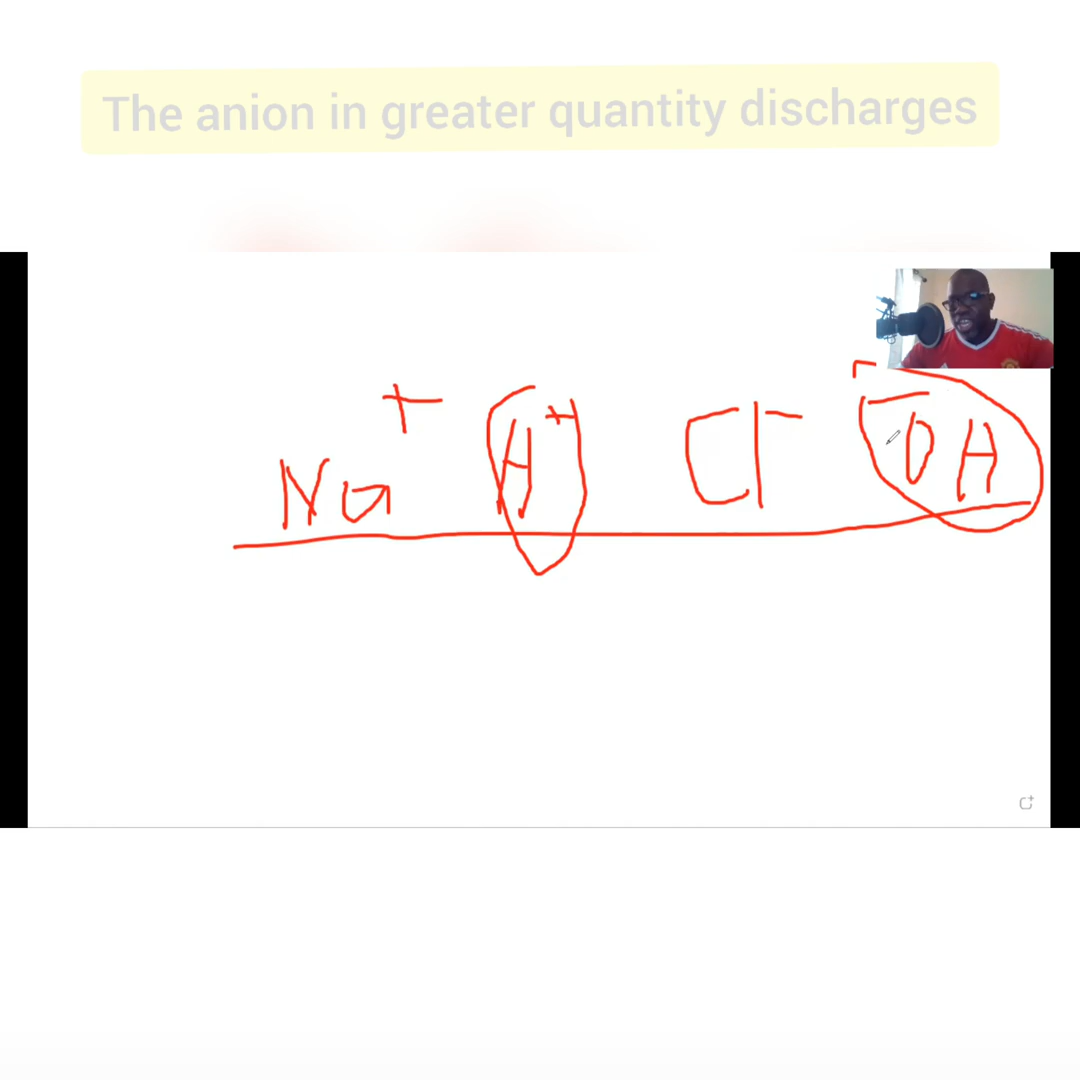 The anion in greater quantity discharges
Na⁺ H⁺ Cl⁻ ⁻OH